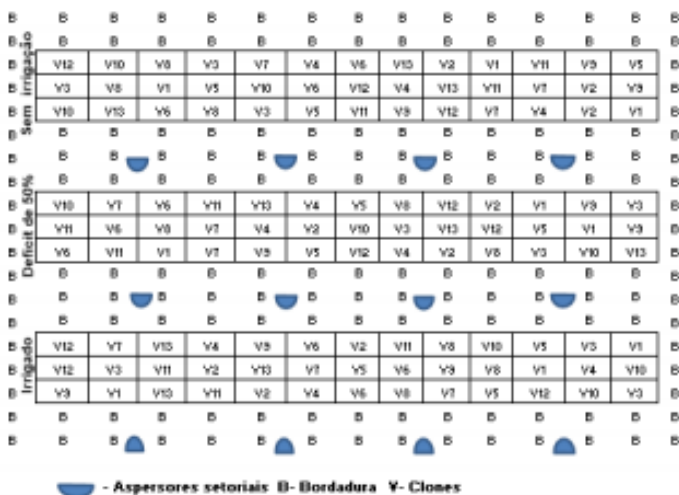 B B B B B B B B B B B B B B B
B B B B B B B B B B B B B B B
Sem irrigação
B V12 V10 V8 V3 V7 V4 V6 V13 V2 V1 V11 V9 V5 B
B V3 V8 V1 V5 V10 V6 V12 V4 V13 V11 V7 V2 V9 B
B V10 V13 V6 V8 V3 V5 V11 V9 V12 V7 V4 V2 V1 B
B B B B B B B B B B B B B B B
B B B B B B B B B B B B B B B
B B B B B B B B B B B B B B B
Deficit de 50%
B V10 V7 V6 V11 V13 V4 V5 V8 V12 V2 V1 V9 V3 B
B V11 V6 V8 V7 V4 V2 V10 V3 V13 V12 V5 V1 V9 B
B V6 V11 V1 V7 V9 V5 V12 V4 V2 V8 V3 V10 V13 B
B B B B B B B B B B B B B B B
B B B B B B B B B B B B B B B
B B B B B B B B B B B B B B B
Irrigado
B V12 V7 V13 V4 V9 V6 V2 V11 V8 V10 V5 V3 V1 B
B V12 V3 V11 V2 V13 V7 V5 V6 V9 V8 V1 V4 V10 B
B V9 V1 V13 V11 V2 V4 V6 V8 V7 V5 V12 V10 V3 B
B B B B B B B B B B B B B B B
B B B B B B B B B B B B B B B
- Aspersores setoriais B- Bordadura V- Clones